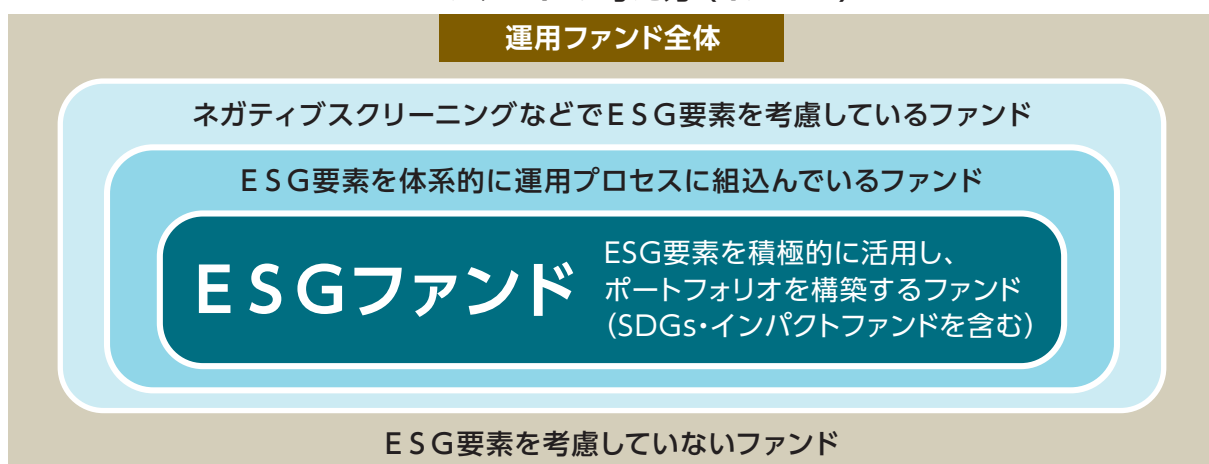 運用ファンド全体
ネガティブスクリーニングなどでESG要素を考慮しているファンド
ESG要素を体系的に運用プロセスに組込んでいるファンド
ESGファンド
ESG要素を積極的に活用し、
ポートフォリオを構築するファンド
(SDGs・インパクトファンドを含む)
ESG要素を考慮していないファンド